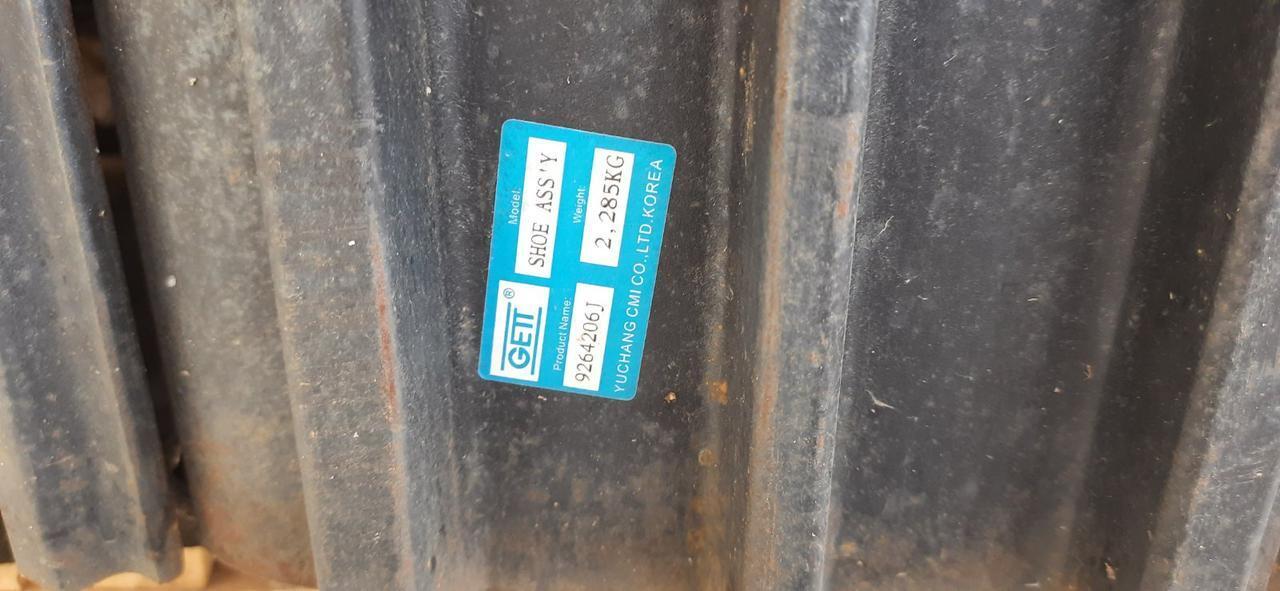 GETT®
Model:
SHOE ASS'Y
Product Name:
9264206J
Weight:
2,285KG
YUCHANG CMI CO.,LTD.KOREA